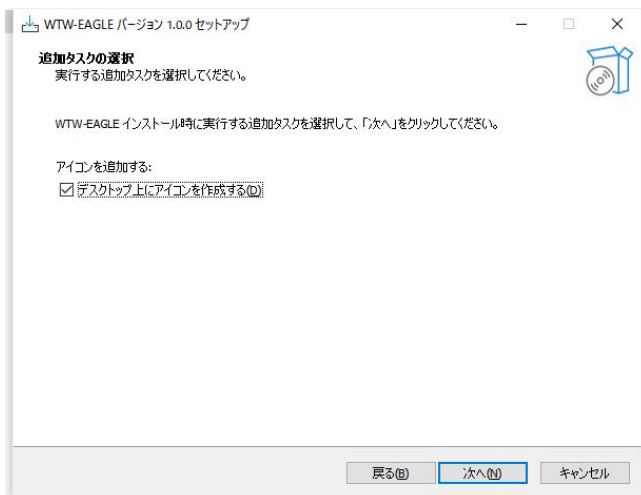 WTW-EAGLE バージョン 1.0.0 セットアップ
追加タスクの選択
実行する追加タスクを選択してください。
WTW-EAGLE インストール時に実行する追加タスクを選択して、「次へ」をクリックしてください。
アイコンを追加する:
デスクトップ上にアイコンを作成する(D)
戻る(B) 次へ(N) キャンセル